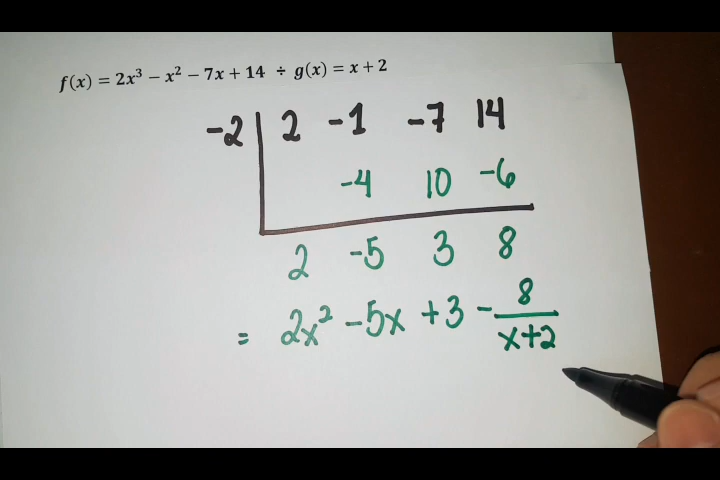 f(x) = 2x³ − x² − 7x + 14 ÷ g(x) = x + 2
-2 | 2 -1 -7 14
-4 10 -6
2 -5 3 8
= 2x² - 5x + 3 - 8/(x+2)